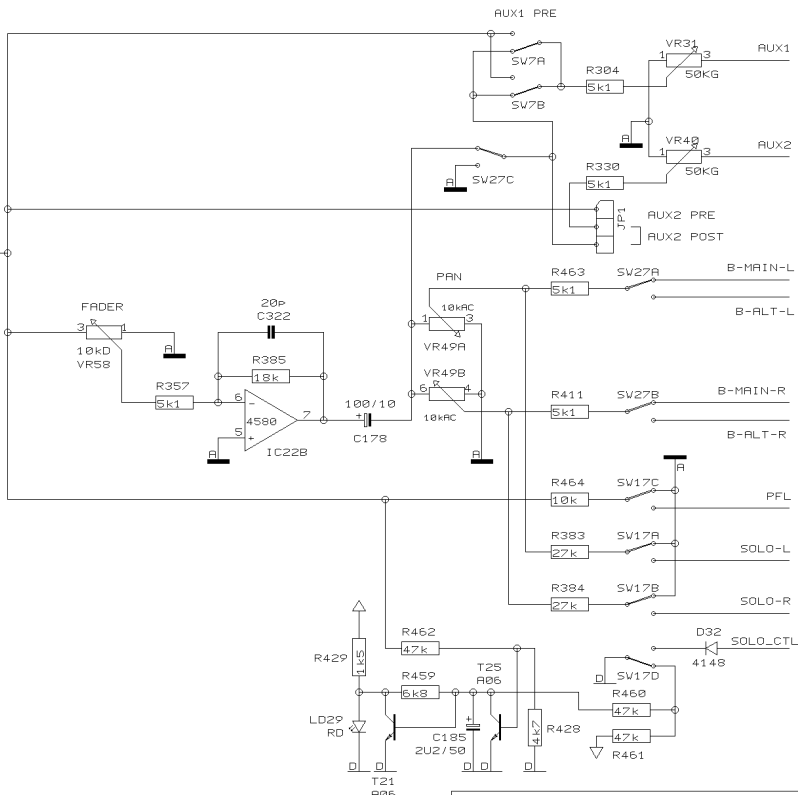 AUX1 PRE
VR31
AUX1
1 3
SW7A
R304
5k1
50KG
SW7B
A
VR40
AUX2
1 3
SW27C
A
R330
5k1
50KG
JP1
AUX2 PRE
AUX2 POST
B-MAIN-L
PAN
R463
SW27A
5k1
B-ALT-L
FADER
20p
C322
10kAC
3 1
1 3
10kD
VR58
A
VR49A
R385
18k
VR49B
R357
5k1
6 4
R411
SW27B
B-MAIN-R
6
-
100/10
10kAC
5k1
4580
7
+
5
+
B-ALT-R
A
IC22B
C178
A
A
R464
SW17C
10k
PFL
R383
SW17A
SOLO-L
27k
R384
SW17B
SOLO-R
27k
R462
D32
SOLO_CTL
R429
1k5
47k
4148
R459
T25
A06
D
SW17D
6k8
R460
LD29
RD
+
47k
C185
2U2/50
4k7
R428
47k
R461
D D D D D
T21
A06